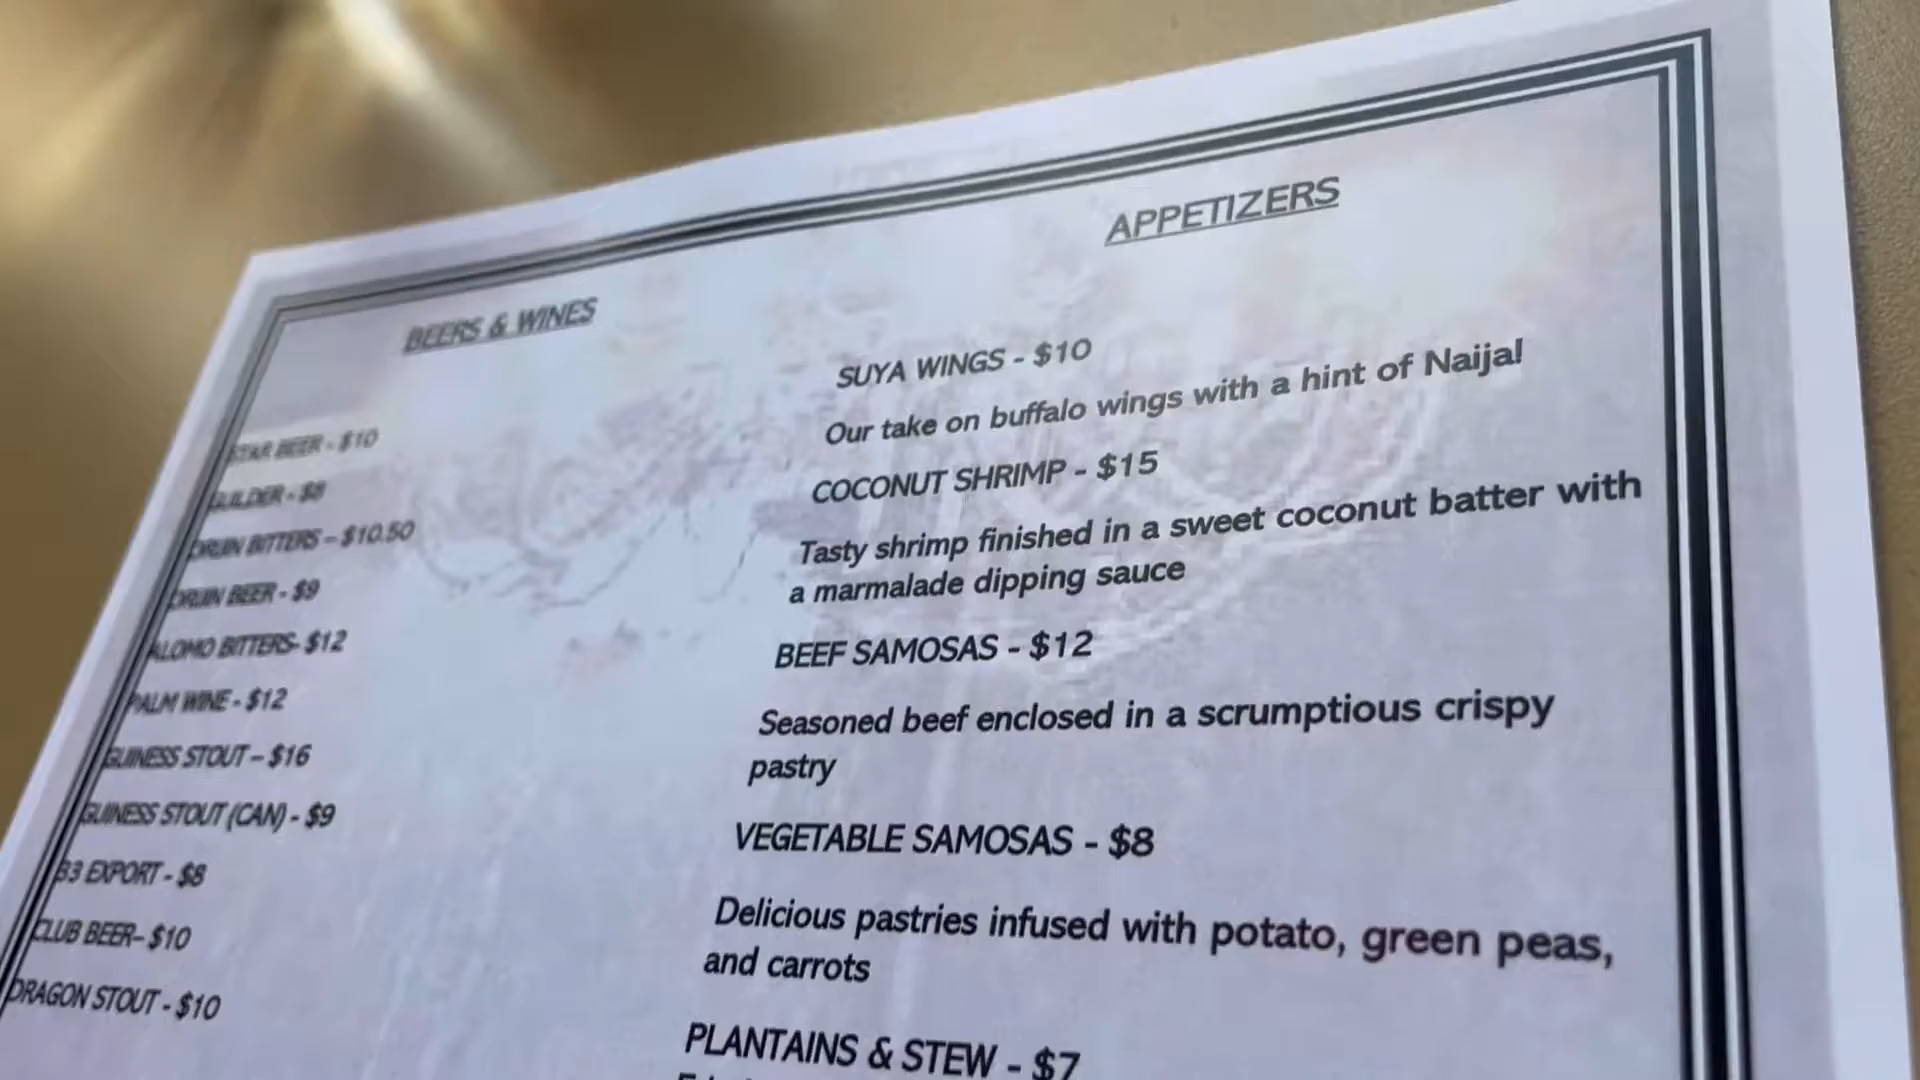 BEERS & WINES
STAR BEER - $10
GUILDER - $8
ORIJIN BITTERS - $10.50
ORIJIN BEER - $9
ALOMO BITTERS- $12
PALM WINE - $12
GUINESS STOUT - $16
GUINESS STOUT (CAN) - $9
33 EXPORT - $8
CLUB BEER- $10
DRAGON STOUT - $10
APPETIZERS
SUYA WINGS - $10
Our take on buffalo wings with a hint of Naija!
COCONUT SHRIMP - $15
Tasty shrimp finished in a sweet coconut batter with
a marmalade dipping sauce
BEEF SAMOSAS - $12
Seasoned beef enclosed in a scrumptious crispy
pastry
VEGETABLE SAMOSAS - $8
Delicious pastries infused with potato, green peas,
and carrots
PLANTAINS & STEW - $7